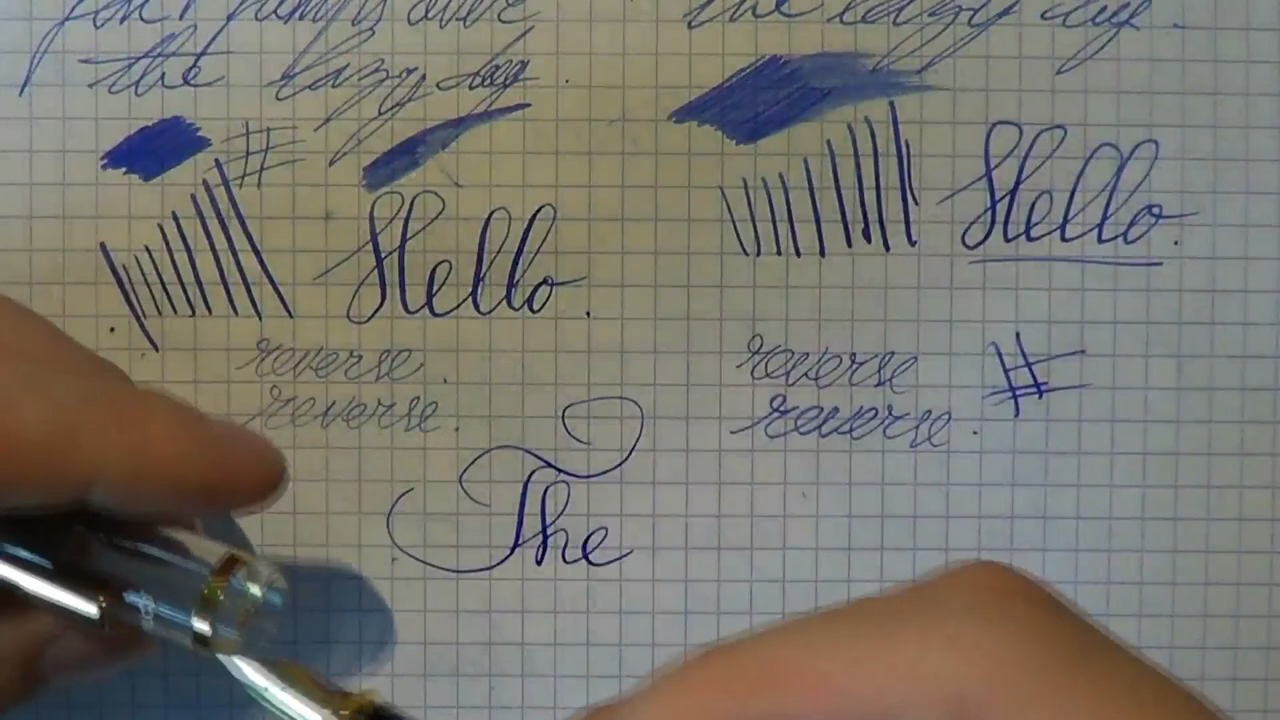 fox jumps over
the lazy dog.
the lazy dog.
#
Hello.
Hello.
reverse.
reverse.
reverse
reverse.
#
The